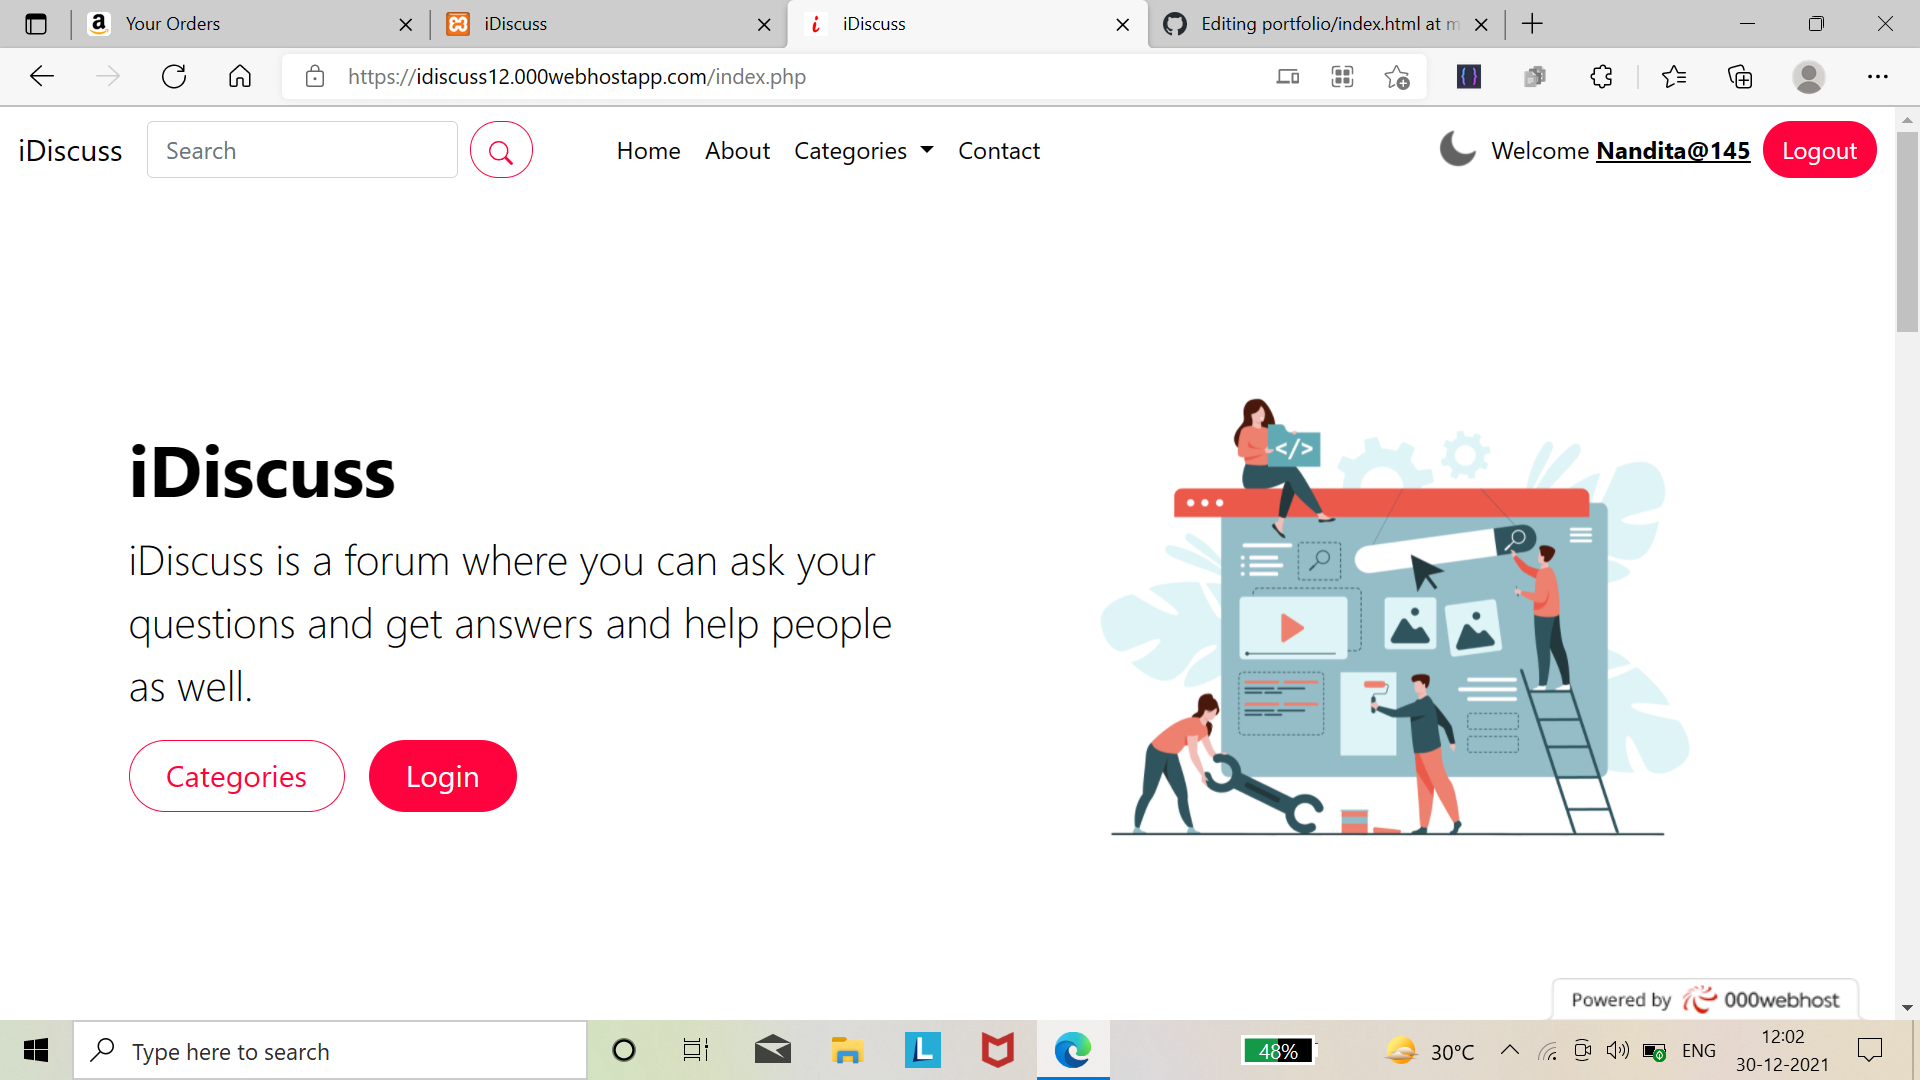 Your Orders
iDiscuss
iDiscuss
Editing portfolio/index.html at m
https://idiscuss12.000webhostapp.com/index.php
iDiscuss
Search
Home
About
Categories
Contact
Welcome Nandita@145
Logout
iDiscuss
iDiscuss is a forum where you can ask your
questions and get answers and help people
as well.
Categories
Login
</>
Powered by 000webhost
Type here to search
L
48%
30°C
ENG
12:02
30-12-2021